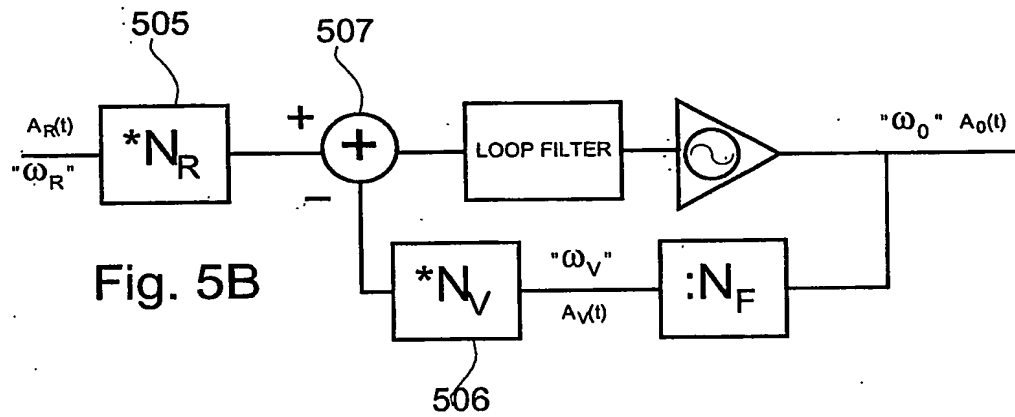 505
507
A_R(t)
"ω_R"
*N_R
+
+
−
LOOP FILTER
"ω_0" A_0(t)
Fig. 5B
*N_V
"ω_V"
A_V(t)
:N_F
506